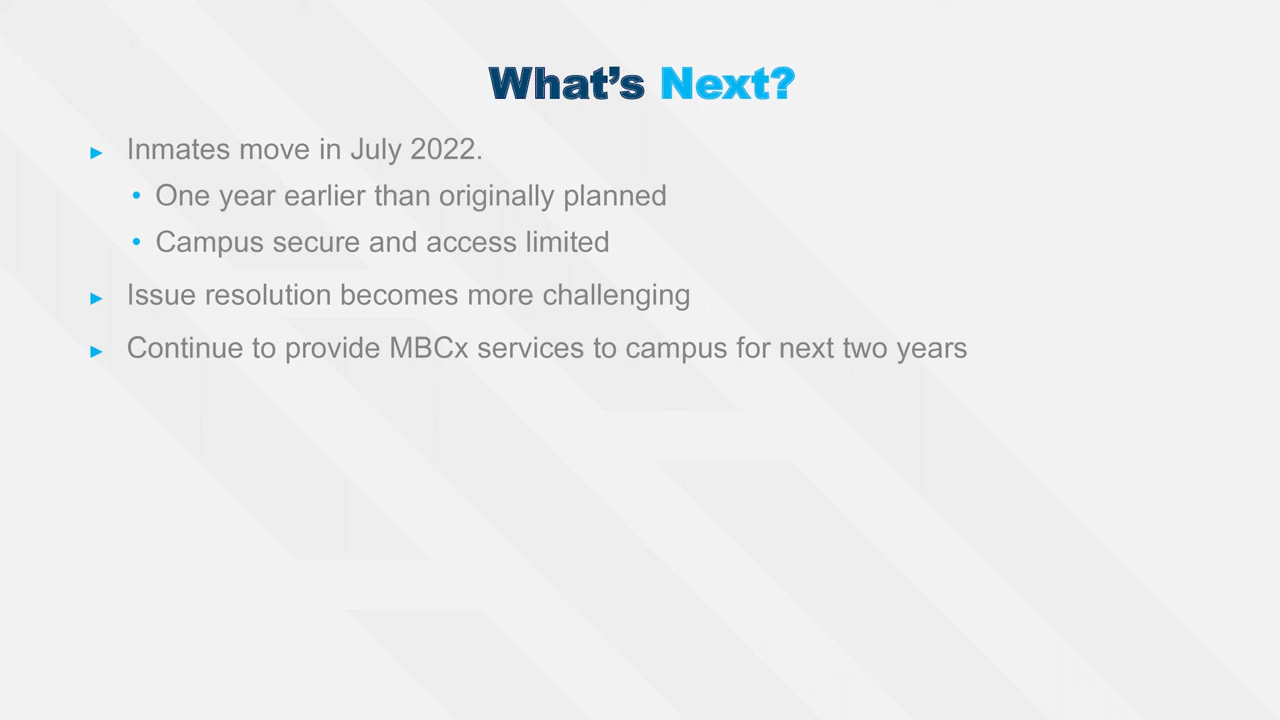 What's Next?
► Inmates move in July 2022.
• One year earlier than originally planned
• Campus secure and access limited
► Issue resolution becomes more challenging
► Continue to provide MBCx services to campus for next two years